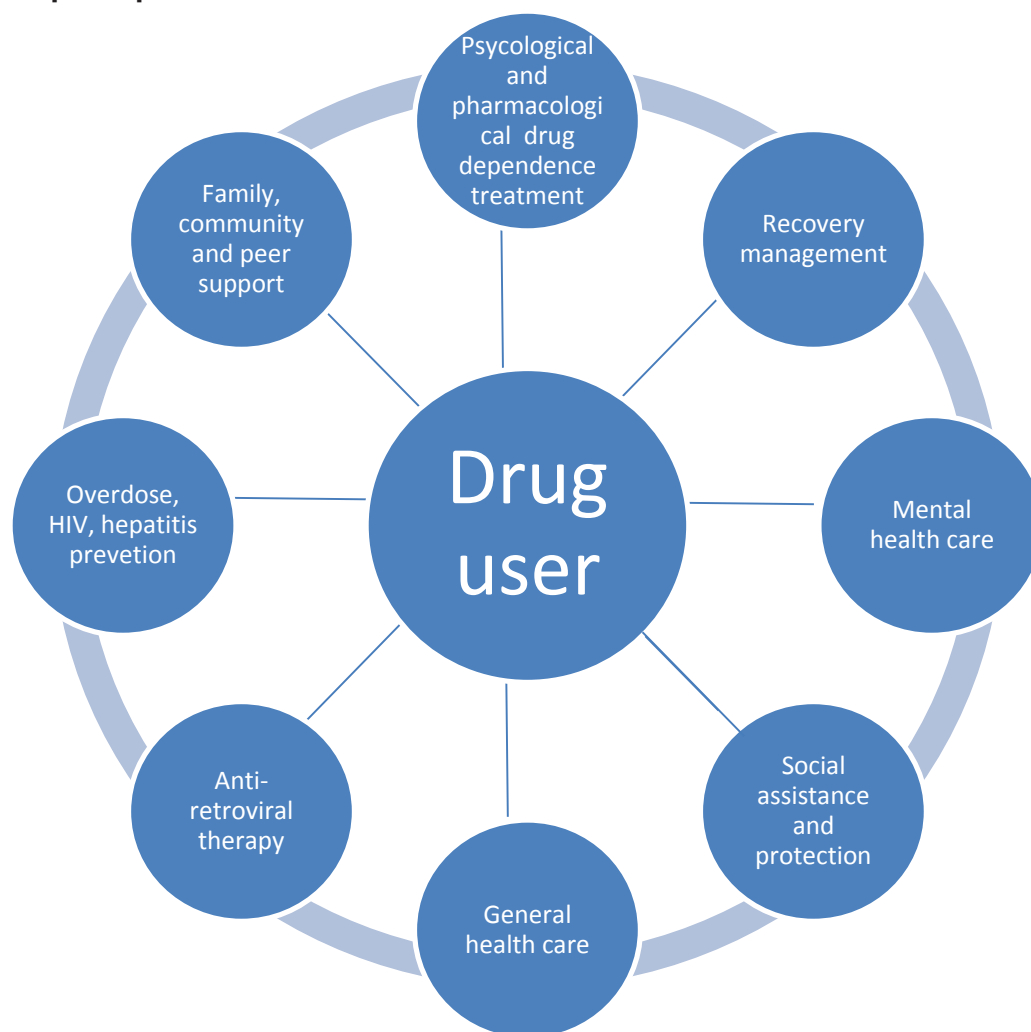 Psycological
and
pharmacologi
cal drug
dependence
treatment
Recovery
management
Mental
health care
Social
assistance
and
protection
General
health care
Anti-
retroviral
therapy
Overdose,
HIV, hepatitis
prevetion
Family,
community
and peer
support
Drug
user